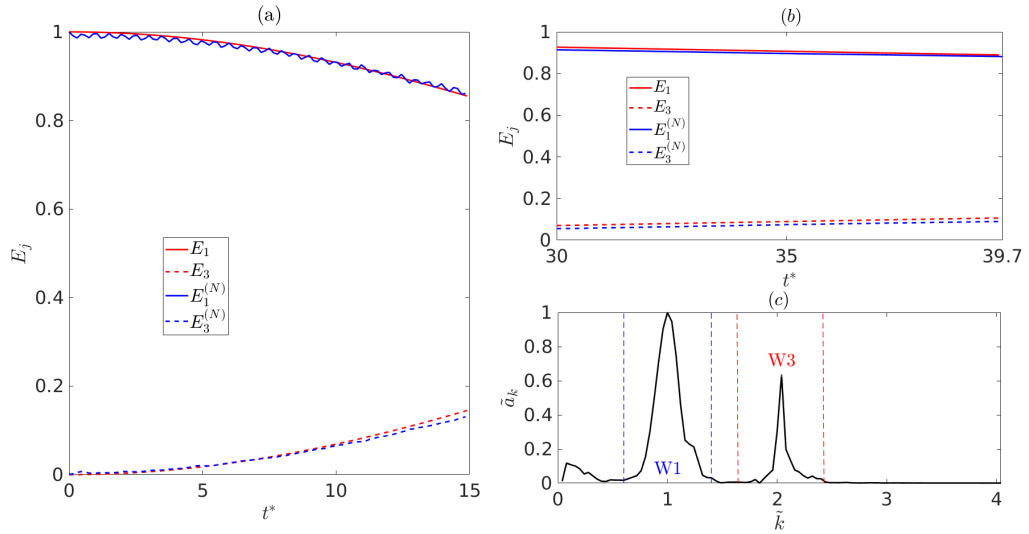 (a)
1
0.8
0.6
0.4
0.2
0
E_j
E_1
E_3
E_1^{(N)}
E_3^{(N)}
0 5 10 15
t*
(b)
1
0.8
0.6
0.4
0.2
0
E_j
E_1
E_3
E_1^{(N)}
E_3^{(N)}
30 35 39.7
t*
(c)
1
0.8
0.6
0.4
0.2
0
ã_k
W3
W1
0 1 2 3 4
k̃